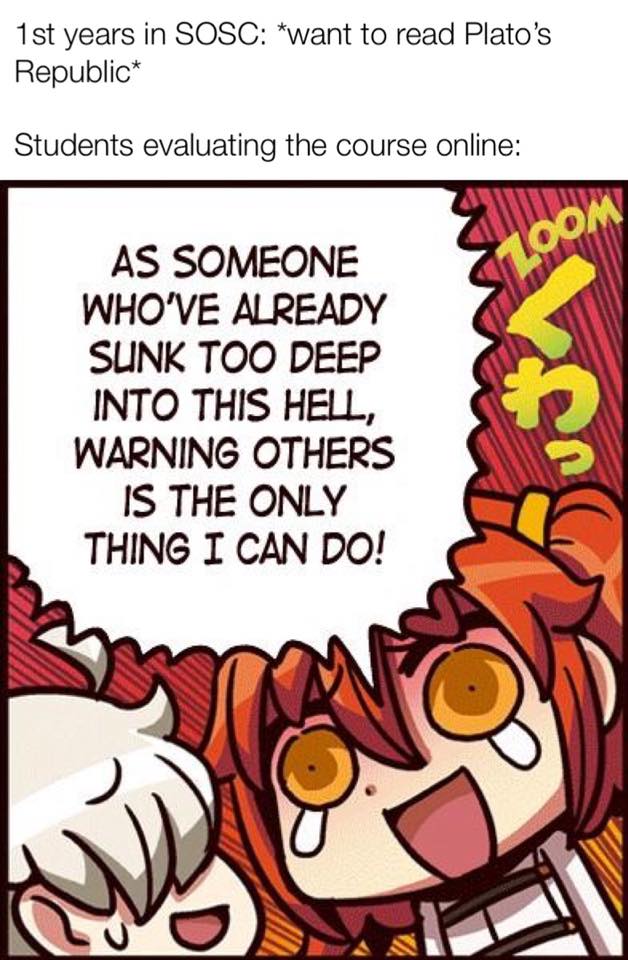 1st years in SOSC: *want to read Plato’s
Republic*
Students evaluating the course online:
AS SOMEONE
WHO'VE ALREADY
SUNK TOO DEEP
INTO THIS HELL,
WARNING OTHERS
IS THE ONLY
THING I CAN DO!
ZOOM
くわっ